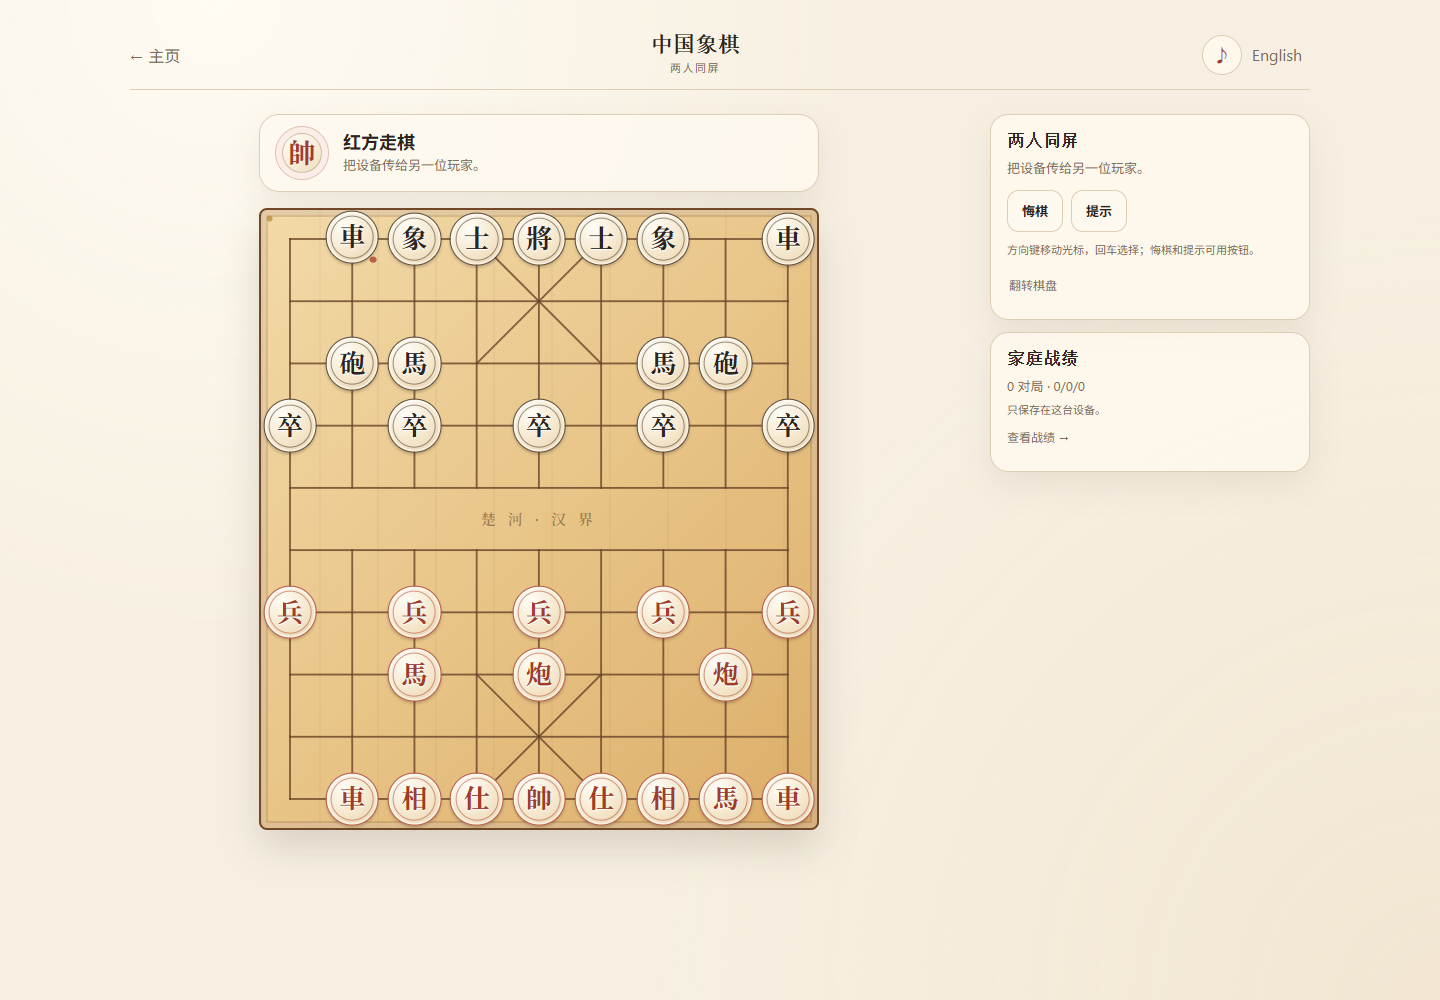 ← 主页
中国象棋
两人同屏
♪ English
帥
红方走棋
把设备传给另一位玩家。
車 象 士 將 士 象 車
砲 馬 馬 砲
卒 卒 卒 卒 卒
楚 河 · 汉 界
兵 兵 兵 兵 兵
馬 炮 炮
車 相 仕 帥 仕 相 馬 車
两人同屏
把设备传给另一位玩家。
悔棋 提示
方向键移动光标，回车选择；悔棋和提示可用按钮。
翻转棋盘
家庭战绩
0 对局 · 0/0/0
只保存在这台设备。
查看战绩 →